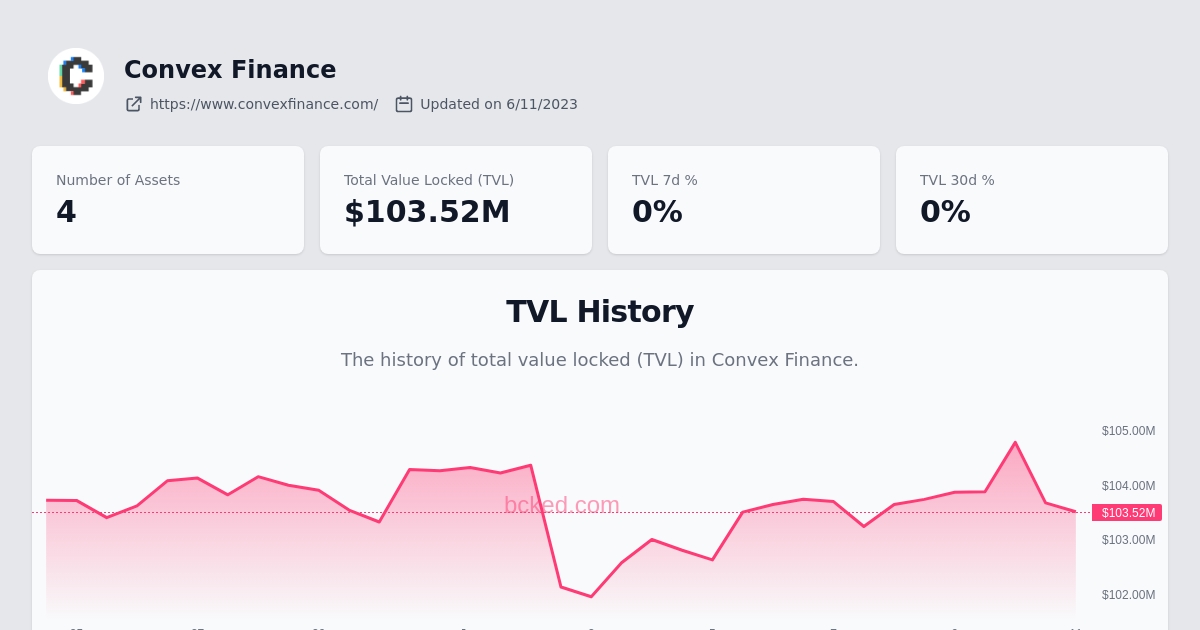 Convex Finance
https://www.convexfinance.com/ Updated on 6/11/2023
Number of Assets
4
Total Value Locked (TVL)
$103.52M
TVL 7d %
0%
TVL 30d %
0%
TVL History
The history of total value locked (TVL) in Convex Finance.
bcked.com
$105.00M
$104.00M
$103.52M
$103.00M
$102.00M